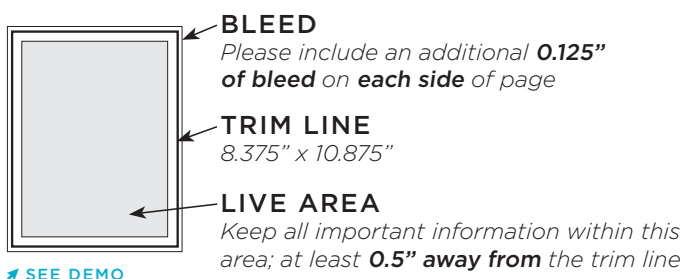 BLEED
Please include an additional 0.125”
of bleed on each side of page
TRIM LINE
8.375” x 10.875”
LIVE AREA
Keep all important information within this
area; at least 0.5” away from the trim line
SEE DEMO